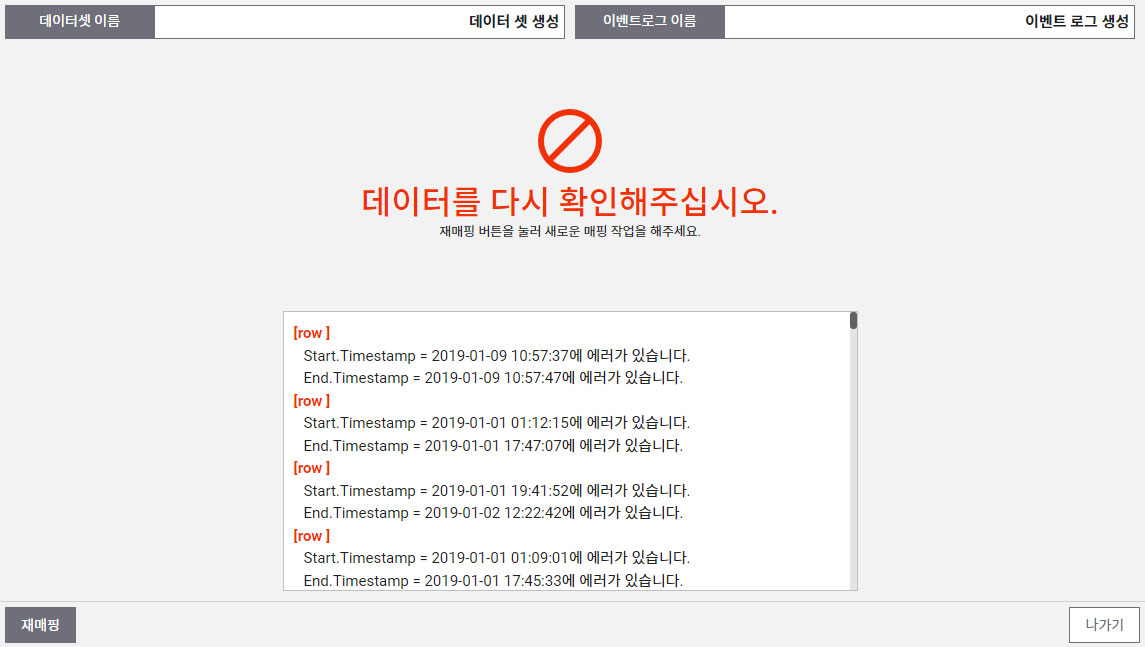 데이터셋 이름 데이터 셋 생성 이벤트로그 이름 이벤트 로그 생성
데이터를 다시 확인해주십시오.
재매핑 버튼을 눌러 새로운 매핑 작업을 해주세요.
[row ]
Start.Timestamp = 2019-01-09 10:57:37에 에러가 있습니다.
End.Timestamp = 2019-01-09 10:57:47에 에러가 있습니다.
[row ]
Start.Timestamp = 2019-01-01 01:12:15에 에러가 있습니다.
End.Timestamp = 2019-01-01 17:47:07에 에러가 있습니다.
[row ]
Start.Timestamp = 2019-01-01 19:41:52에 에러가 있습니다.
End.Timestamp = 2019-01-02 12:22:42에 에러가 있습니다.
[row ]
Start.Timestamp = 2019-01-01 01:09:01에 에러가 있습니다.
End.Timestamp = 2019-01-01 17:45:33에 에러가 있습니다.
재매핑 나가기